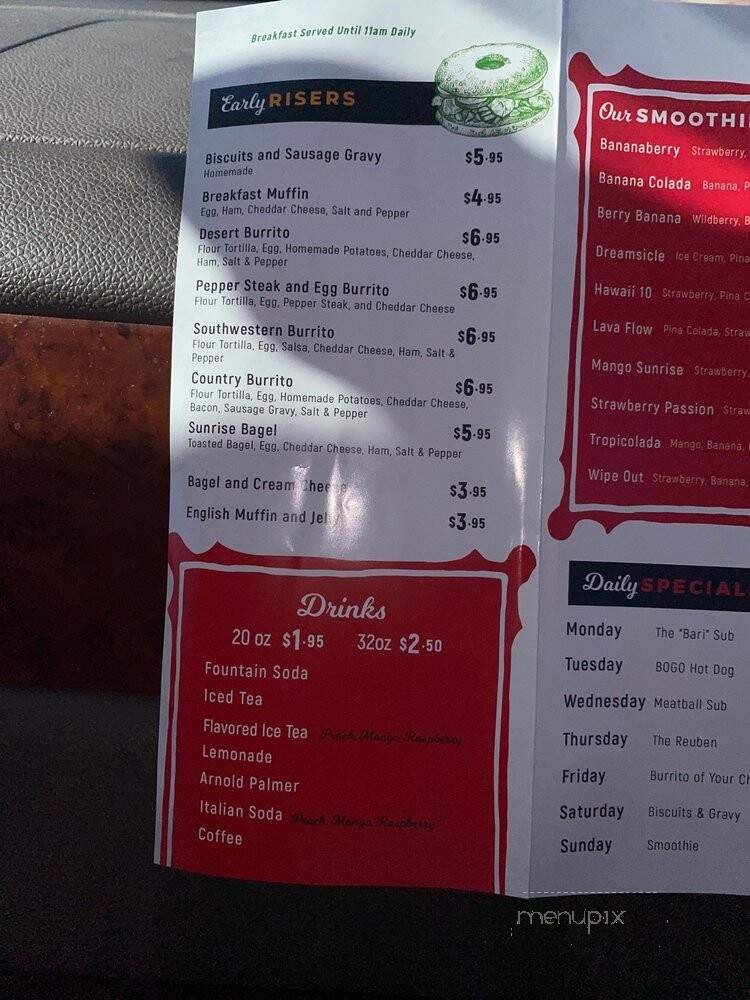 Breakfast Served Until 11am Daily
Early RISERS
Biscuits and Sausage Gravy $5.95
Homemade
Breakfast Muffin $4.95
Egg, Ham, Cheddar Cheese, Salt and Pepper
Desert Burrito $6.95
Flour Tortilla, Egg, Homemade Potatoes, Cheddar Cheese,
Ham, Salt & Pepper
Pepper Steak and Egg Burrito $6.95
Flour Tortilla, Egg, Pepper Steak, and Cheddar Cheese
Southwestern Burrito $6.95
Flour Tortilla, Egg, Salsa, Cheddar Cheese, Ham, Salt &
Pepper
Country Burrito $6.95
Flour Tortilla, Egg, Homemade Potatoes, Cheddar Cheese,
Bacon, Sausage Gravy, Salt & Pepper
Sunrise Bagel $5.95
Toasted Bagel, Egg, Cheddar Cheese, Ham, Salt & Pepper
Bagel and Cream Cheese $3.95
English Muffin and Jelly $3.95
Drinks
20 oz $1.95 32oz $2.50
Fountain Soda
Iced Tea
Flavored Ice Tea Peach, Mango, Raspberry
Lemonade
Arnold Palmer
Italian Soda Peach, Mango, Raspberry
Coffee
Our SMOOTHI
Bananaberry Strawberry,
Banana Colada Banana, P
Berry Banana Wildberry, B
Dreamsicle Ice Cream, Pina
Hawaii 10 Strawberry, Pina C
Lava Flow Pina Colada, Straw
Mango Sunrise Strawberry,
Strawberry Passion Straw
Tropicolada Mango, Banana,
Wipe Out Strawberry, Banana,
Daily SPECIAL
Monday The "Bari" Sub
Tuesday BOGO Hot Dog
Wednesday Meatball Sub
Thursday The Reuben
Friday Burrito of Your Ch
Saturday Biscuits & Gravy
Sunday Smoothie
menupix